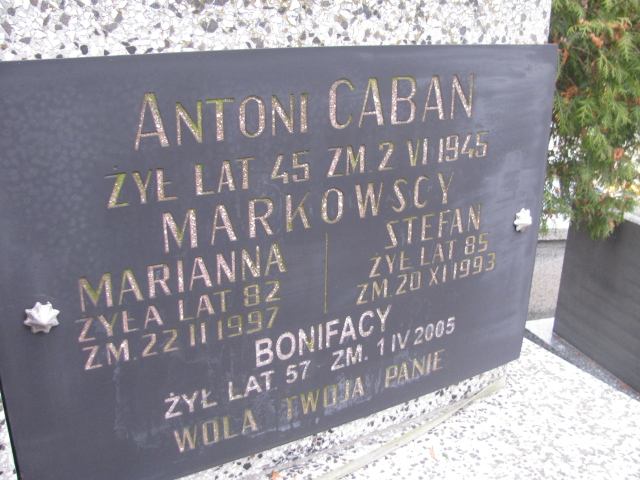 ANTONI CABAN
ŻYŁ LAT 45 ZM. 2 VI 1945
MARKOWSCY
MARIANNA
ŻYŁA LAT 82
ZM. 22 II 1997
STEFAN
ŻYŁ LAT 85
ZM. 20 XI 1993
BONIFACY
ŻYŁ LAT 57 ZM. 1 IV 2005
WOLA TWOJA PANIE